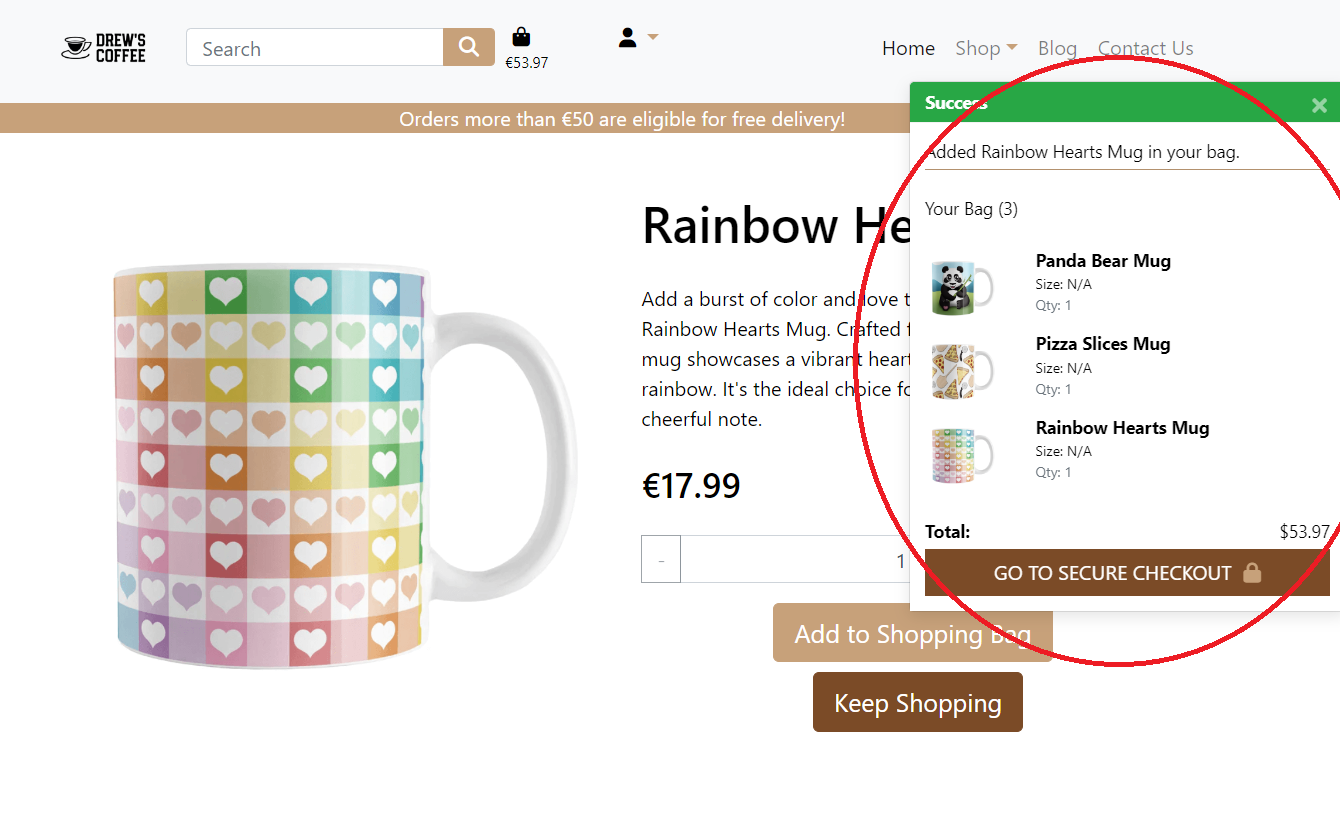 DREW'S
COFFEE
Search
€53.97
Home Shop Blog Contact Us
Orders more than €50 are eligible for free delivery!
Success ×
Added Rainbow Hearts Mug in your bag.
Your Bag (3)
Panda Bear Mug
Size: N/A
Qty: 1
Pizza Slices Mug
Size: N/A
Qty: 1
Rainbow Hearts Mug
Size: N/A
Qty: 1
Total: $53.97
GO TO SECURE CHECKOUT
Rainbow He
Add a burst of color and love t
Rainbow Hearts Mug. Crafted f
mug showcases a vibrant heart
rainbow. It's the ideal choice fo
cheerful note.
€17.99
- 1
Add to Shopping Bag
Keep Shopping